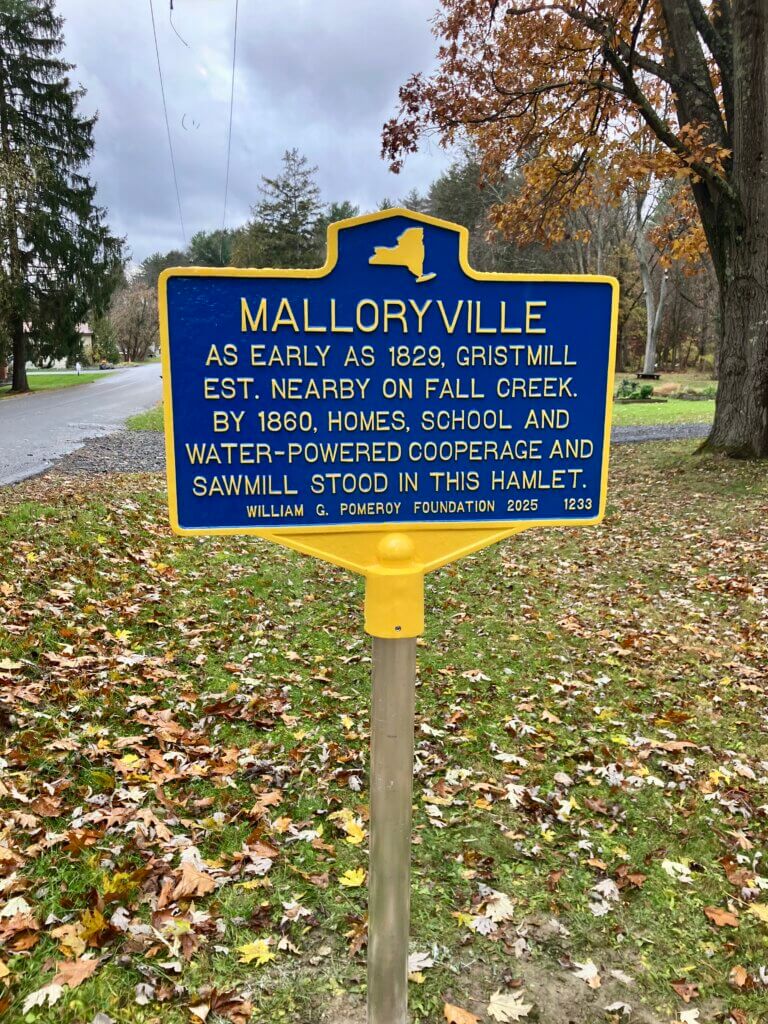 MALLORYVILLE
AS EARLY AS 1829, GRISTMILL
EST. NEARBY ON FALL CREEK.
BY 1860, HOMES, SCHOOL AND
WATER-POWERED COOPERAGE AND
SAWMILL STOOD IN THIS HAMLET.
WILLIAM G. POMEROY FOUNDATION 2025 1233